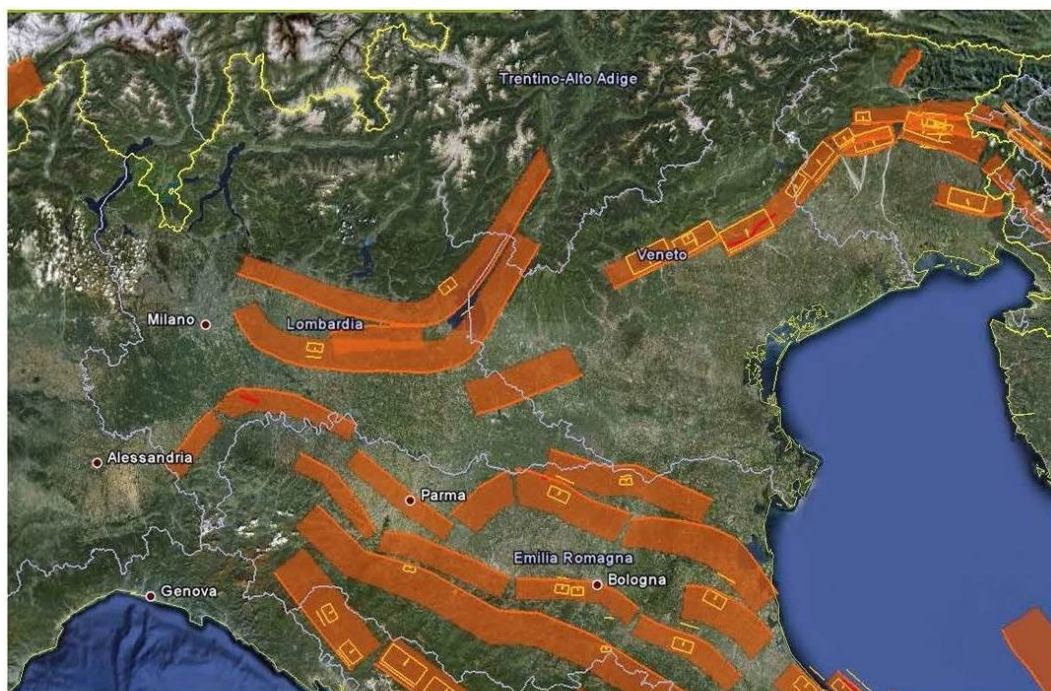 Trentino-Alto Adige
Veneto
Milano
Lombardia
Alessandria
Parma
Emilia Romagna
Bologna
Genova